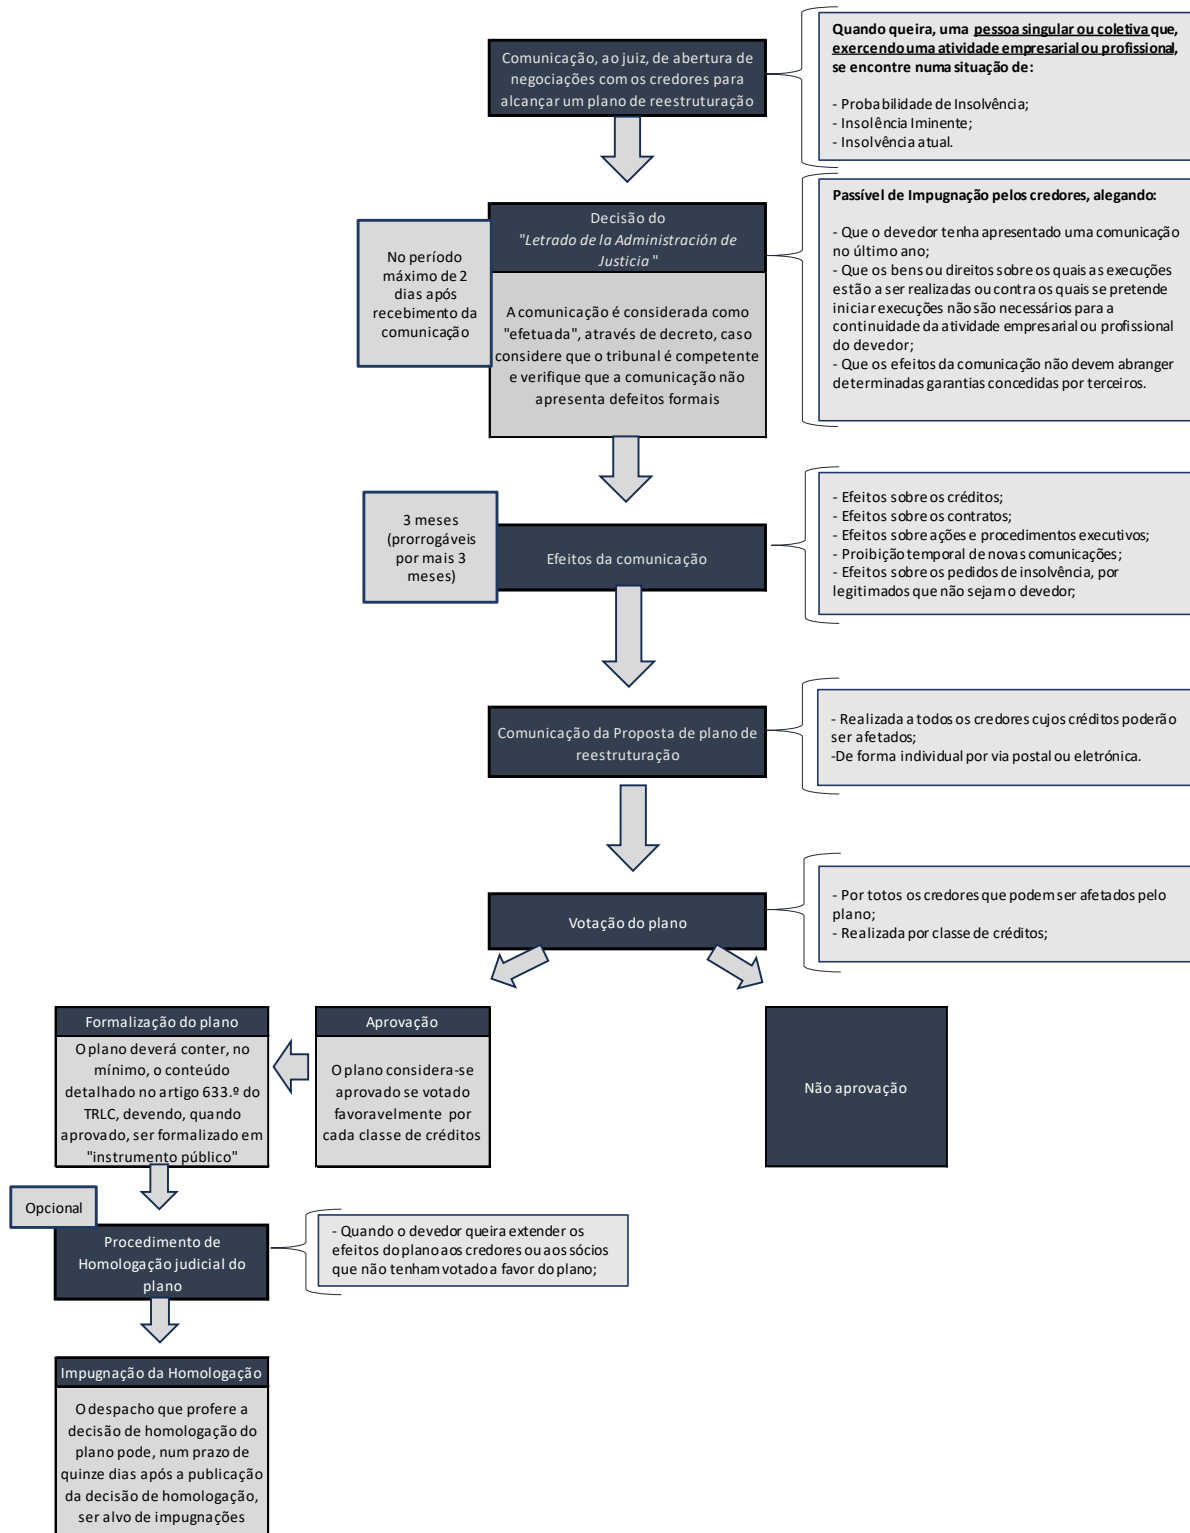 Comunicação, ao juiz, de abertura de
negociações com os credores para
alcançar um plano de reestruturação
Quando queira, uma pessoa singular ou coletiva que,
exercendo uma atividade empresarial ou profissional,
se encontre numa situação de:
- Probabilidade de Insolvência;
- Insolência Iminente;
- Insolvência atual.
No período
máximo de 2
dias após
recebimento da
comunicação
Decisão do
"Letrado de la Administración de
Justicia "
A comunicação é considerada como
"efetuada", através de decreto, caso
considere que o tribunal é competente
e verifique que a comunicação não
apresenta defeitos formais
Passível de Impugnação pelos credores, alegando:
- Que o devedor tenha apresentado uma comunicação
no último ano;
- Que os bens ou direitos sobre os quais as execuções
estão a ser realizadas ou contra os quais se pretende
iniciar execuções não são necessários para a
continuidade da atividade empresarial ou profissional
do devedor;
- Que os efeitos da comunicação não devem abranger
determinadas garantias concedidas por terceiros.
3 meses
(prorrogáveis
por mais 3
meses)
Efeitos da comunicação
- Efeitos sobre os créditos;
- Efeitos sobre os contratos;
- Efeitos sobre ações e procedimentos executivos;
- Proibição temporal de novas comunicações;
- Efeitos sobre os pedidos de insolvência, por
legitimados que não sejam o devedor;
Comunicação da Proposta de plano de
reestruturação
- Realizada a todos os credores cujos créditos poderão
ser afetados;
-De forma individual por via postal ou eletrónica.
Votação do plano
- Por totos os credores que podem ser afetados pelo
plano;
- Realizada por classe de créditos;
Formalização do plano
O plano deverá conter, no
mínimo, o conteúdo
detalhado no artigo 633.º do
TRLC, devendo, quando
aprovado, ser formalizado em
"instrumento público"
Aprovação
O plano considera-se
aprovado se votado
favoravelmente por
cada classe de créditos
Não aprovação
Opcional
Procedimento de
Homologação judicial do
plano
- Quando o devedor queira extender os
efeitos do plano aos credores ou aos sócios
que não tenham votado a favor do plano;
Impugnação da Homologação
O despacho que profere a
decisão de homologação do
plano pode, num prazo de
quinze dias após a publicação
da decisão de homologação,
ser alvo de impugnações